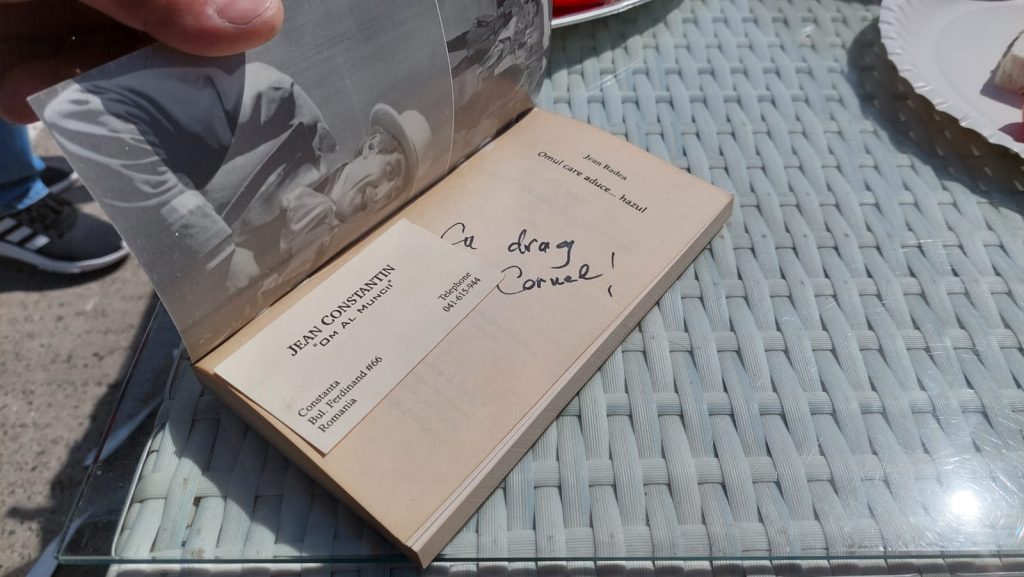 Jean Badea
Omul care aduce... hazul
Cu drag
Cornel!
JEAN CONSTANTIN
"OM AL MUNCII"
Telephone
041-615.944
Constanta
Bul. Ferdinand #66
Romania